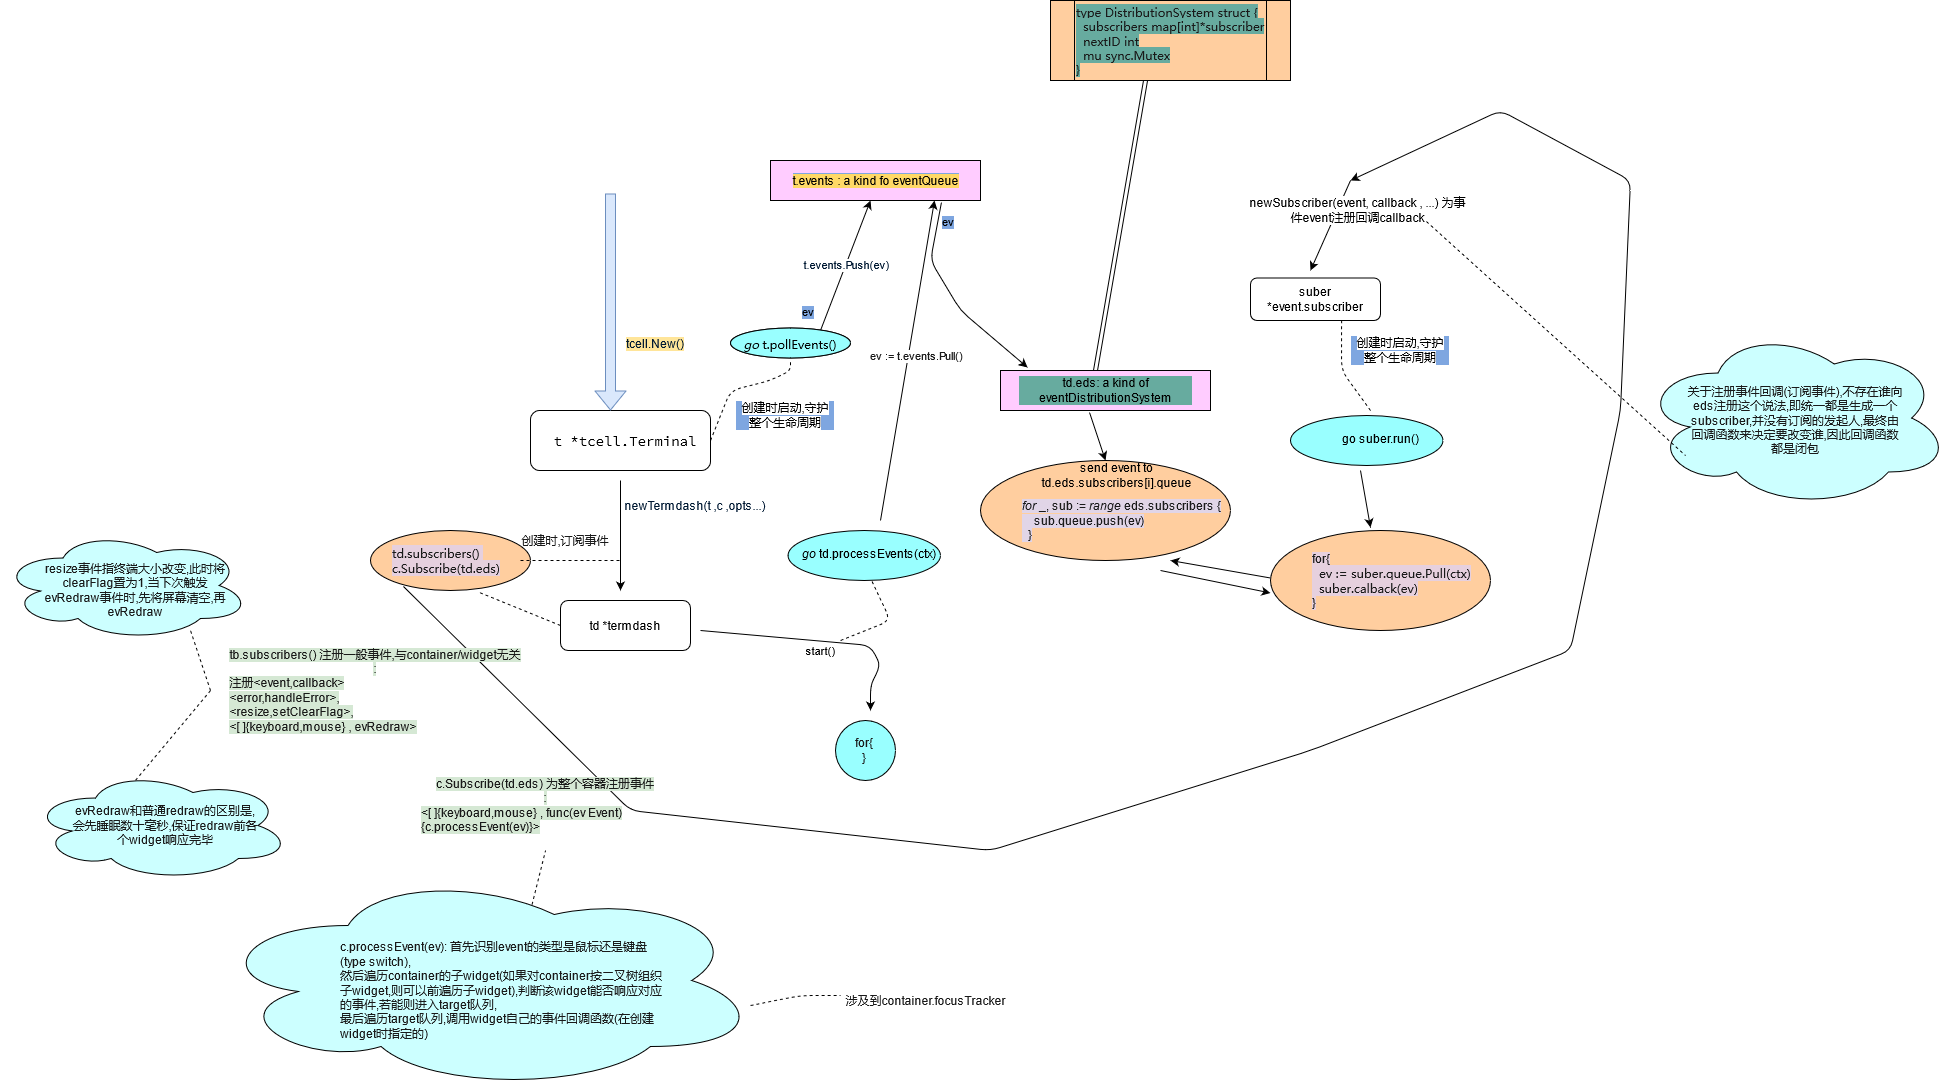 type DistributionSystem struct {
subscribers map[int]*subscriber
nextID int
mu sync.Mutex
}
t.events : a kind fo eventQueue
ev
newSubscriber(event, callback , ...) 为事
件event注册回调callback
t.events.Push(ev)
ev
suber
*event.subscriber
tcell.New()
go t.pollEvents()
ev := t.events.Pull()
创建时启动,守护
整个生命周期
td.eds: a kind of
eventDistributionSystem
关于注册事件回调(订阅事件),不存在谁向
eds注册这个说法,即统一都是生成一个
subscriber,并没有订阅的发起人,最终由
回调函数来决定要改变谁,因此回调函数
都是闭包
创建时启动,守护
整个生命周期
t *tcell.Terminal
go suber.run()
send event to
td.eds.subscribers[i].queue
for _, sub := range eds.subscribers {
sub.queue.push(ev)
}
newTermdash(t ,c ,opts...)
创建时,订阅事件
td.subscribers()
c.Subscribe(td.eds)
go td.processEvents(ctx)
for{
ev := suber.queue.Pull(ctx)
suber.calback(ev)
}
resize事件指终端大小改变,此时将
clearFlag置为1,当下次触发
evRedraw事件时,先将屏幕清空,再
evRedraw
td *termdash
start()
tb.subscribers() 注册一般事件,与container/widget无关
:
注册<event,callback>
<error,handleError>,
<resize,setClearFlag>,
<[ ]{keyboard,mouse} , evRedraw>
for{
}
c.Subscribe(td.eds) 为整个容器注册事件
:
<[ ]{keyboard,mouse} , func(ev Event)
{c.processEvent(ev)}>
evRedraw和普通redraw的区别是,
会先睡眠数十毫秒,保证redraw前各
个widget响应完毕
c.processEvent(ev): 首先识别event的类型是鼠标还是键盘
(type switch),
然后遍历container的子widget(如果对container按二叉树组织
子widget,则可以前遍历子widget),判断该widget能否响应对应
的事件,若能则进入target队列,
最后遍历target队列,调用widget自己的事件回调函数(在创建
widget时指定的)
涉及到container.focusTracker